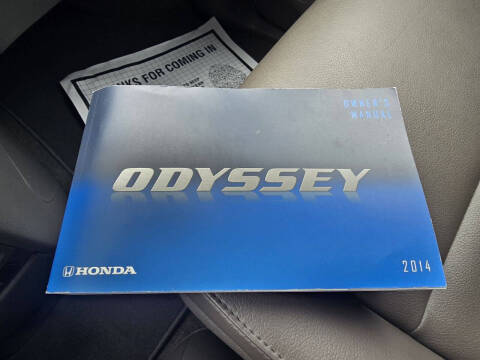 NKS FOR COMING IN
OWNER'S
MANUAL
ODYSSEY
HONDA
2014